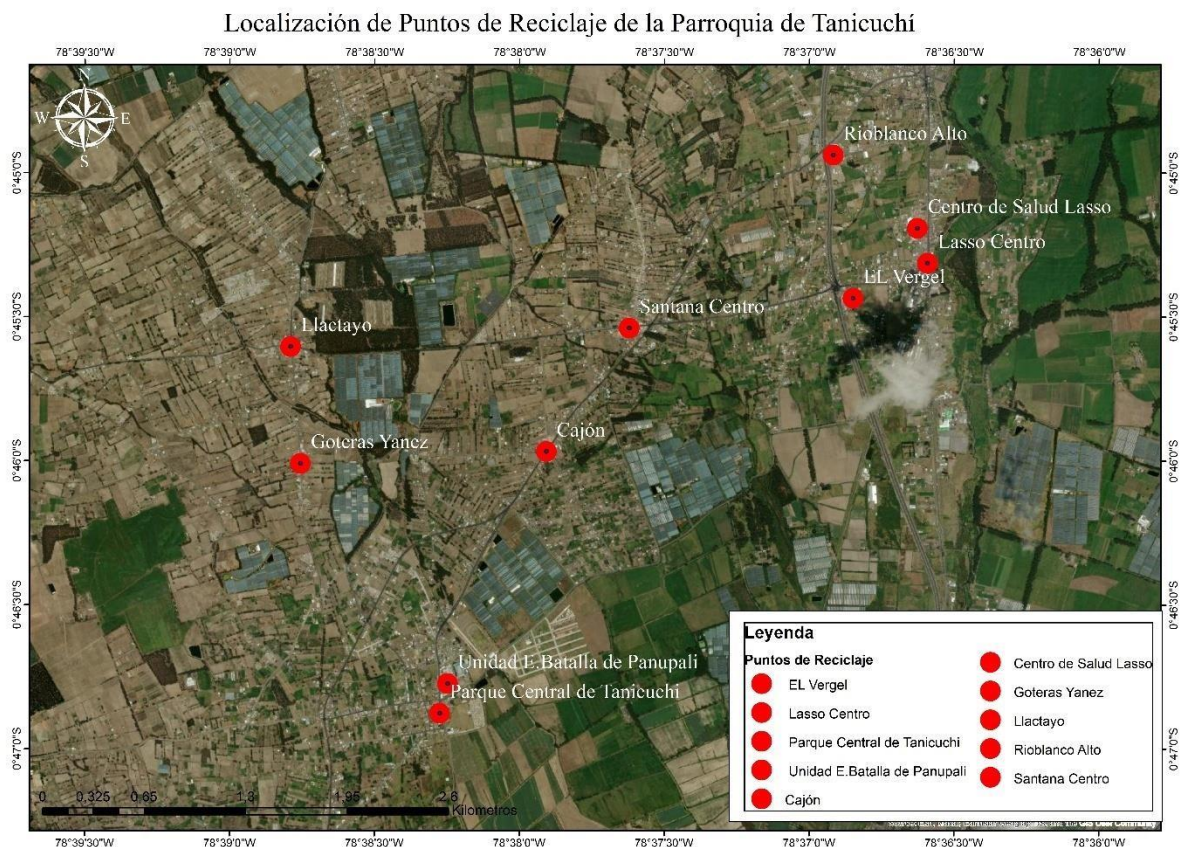 Localización de Puntos de Reciclaje de la Parroquia de Tanicuchí
78°39'30"W 78°39'0"W 78°38'30"W 78°38'0"W 78°37'30"W 78°37'0"W 78°36'30"W 78°36'0"W
N
W E
S
Rioblanco Alto
0°45'0"S 0°45'0"S
Centro de Salud Lasso
Lasso Centro
EL Vergel
Santana Centro
0°45'30"S 0°45'30"S
Llactayo
Cajón
Goteras Yanez
0°46'0"S 0°46'0"S
0°46'30"S 0°46'30"S
Unidad E.Batalla de Panupali
Parque Central de Tanicuchi
0°47'0"S 0°47'0"S
Leyenda
Puntos de Reciclaje
EL Vergel
Lasso Centro
Parque Central de Tanicuchi
Unidad E.Batalla de Panupali
Cajón
Centro de Salud Lasso
Goteras Yanez
Llactayo
Rioblanco Alto
Santana Centro
0 0,325 0,65 1,3 1,95 2,6
Kilometros
GIS User Community
78°39'30"W 78°39'0"W 78°38'30"W 78°38'0"W 78°37'30"W 78°37'0"W 78°36'30"W 78°36'0"W